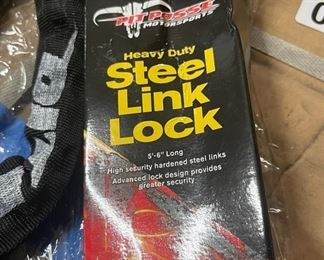 PIT POSSE
MOTORSPORTS
Heavy Duty
Steel
Link
Lock
5'-6" Long
High security hardened steel links
Advanced lock design provides
greater security.